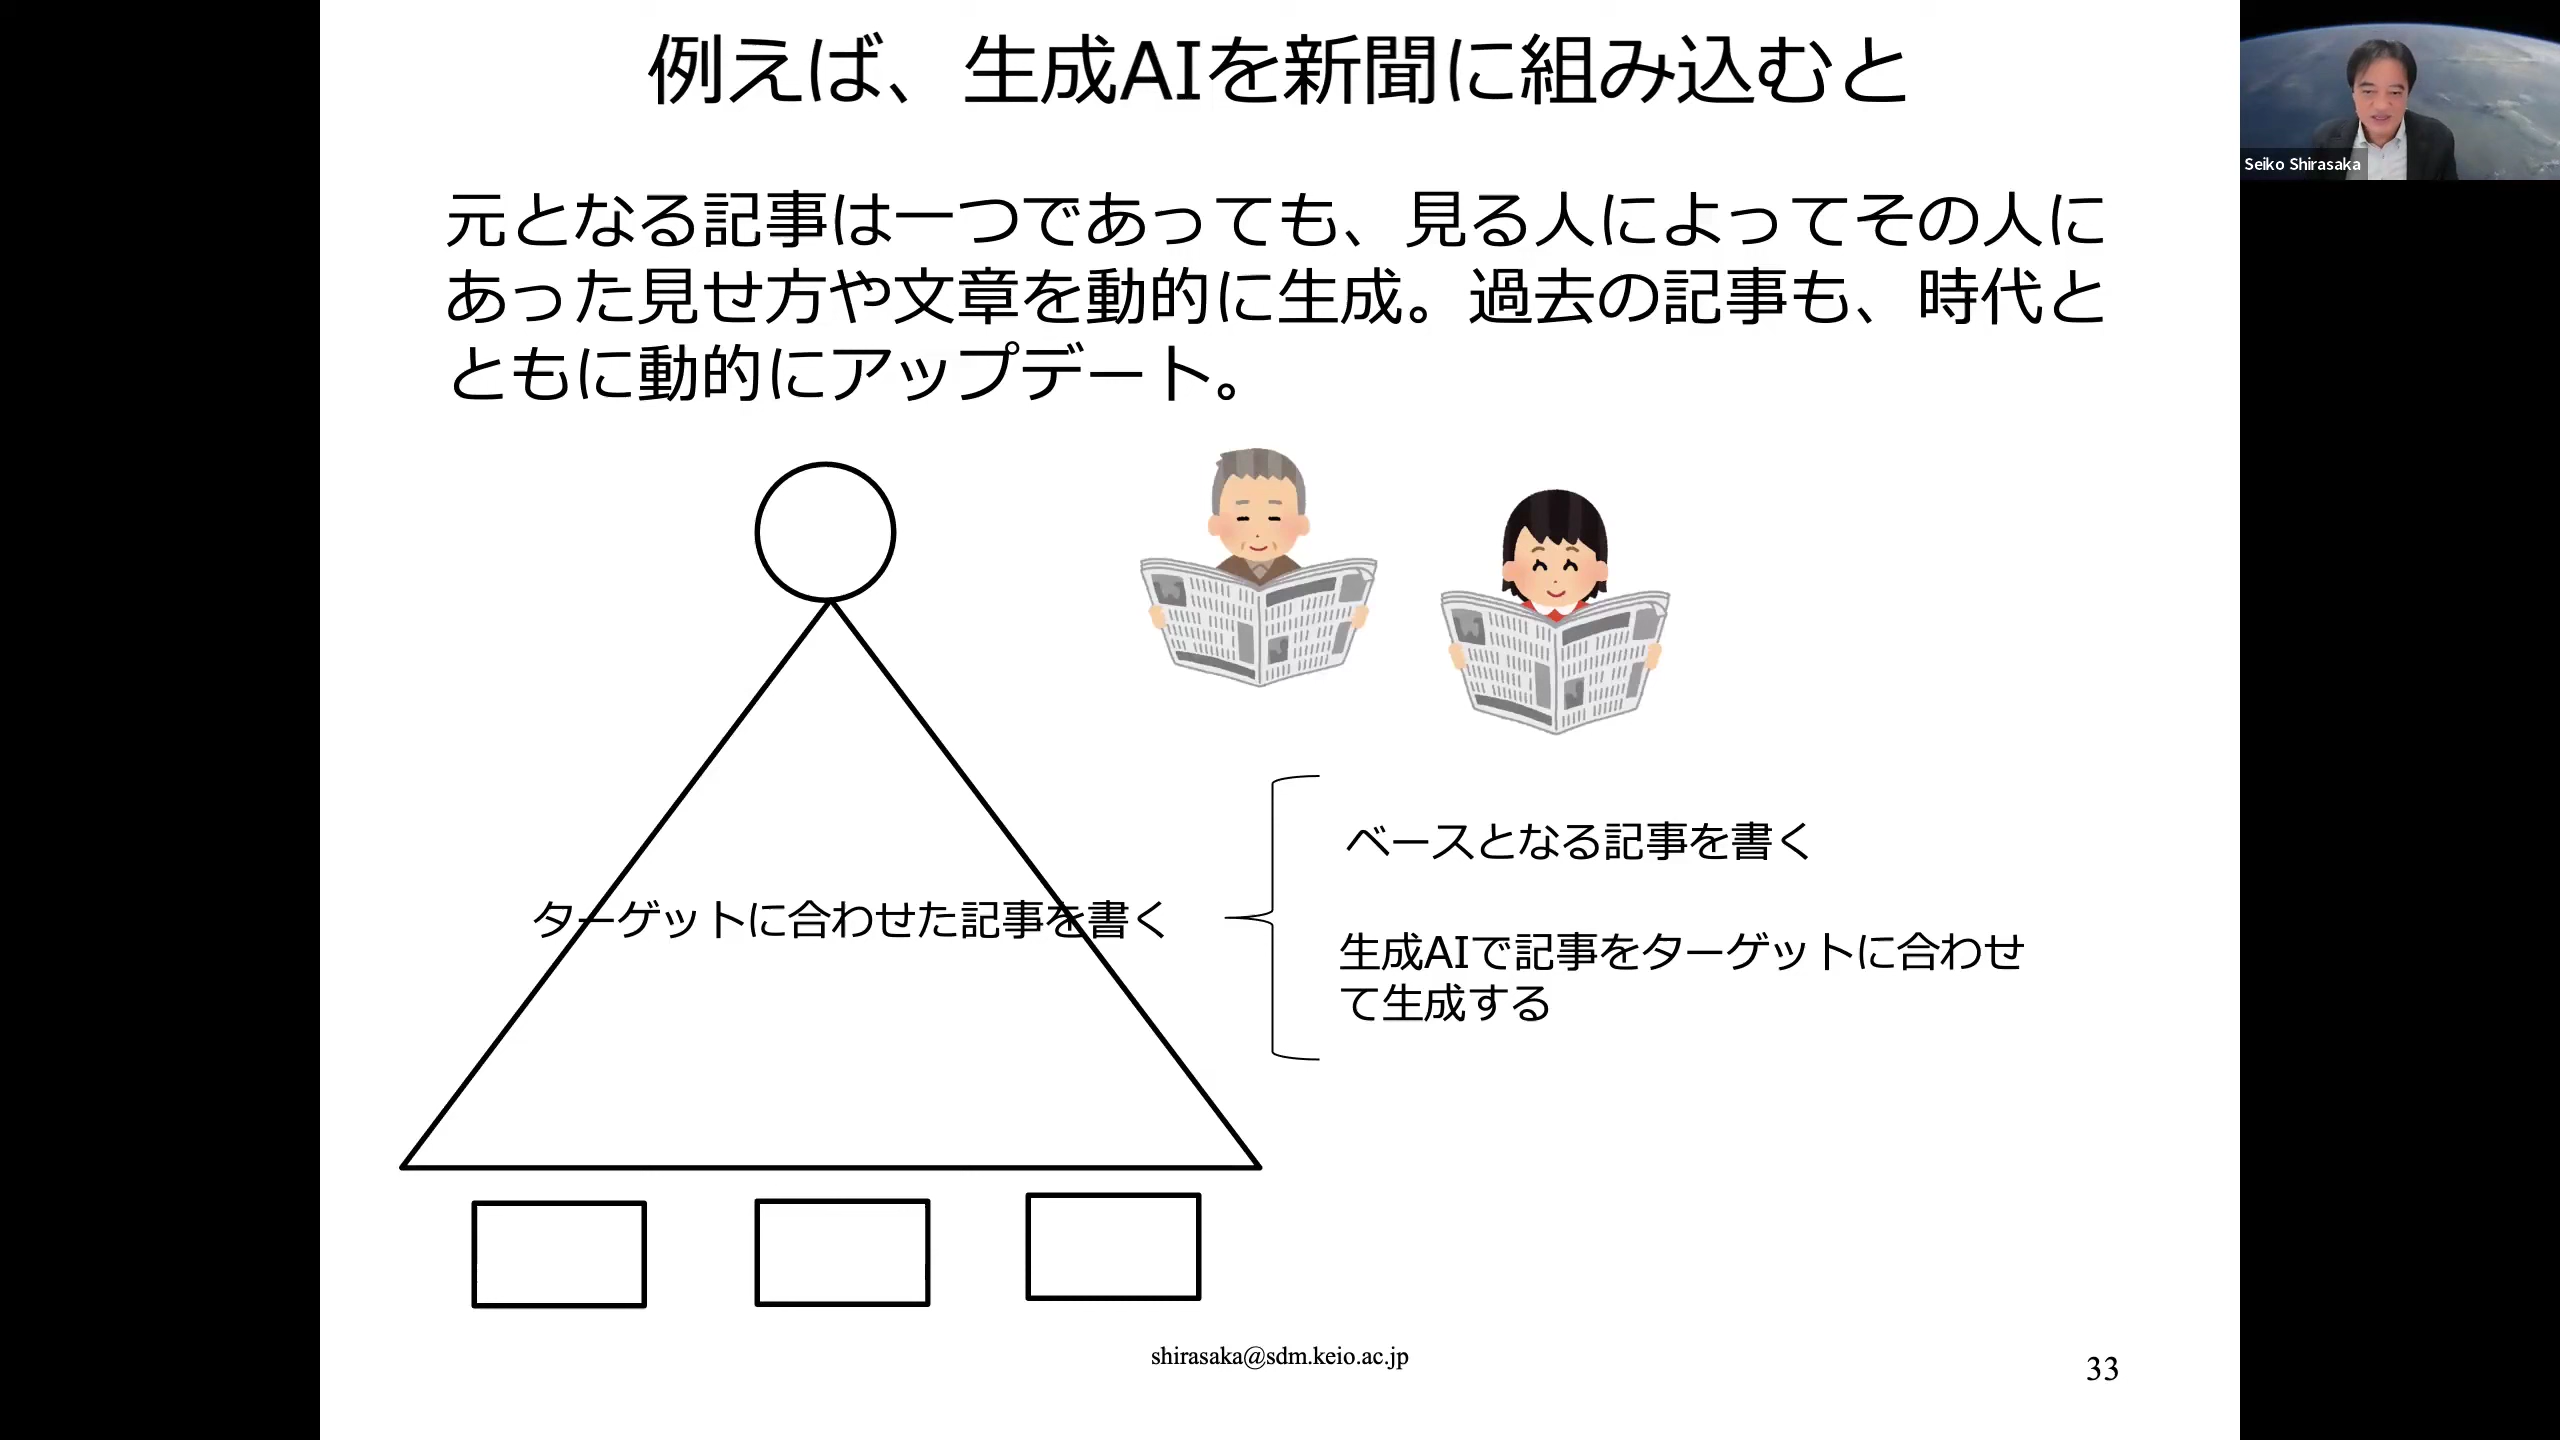 例えば、生成AIを新聞に組み込むと
Seiko Shirasaka
元となる記事は一つであっても、見る人によってその人に
あった見せ方や文章を動的に生成。過去の記事も、時代と
ともに動的にアップデート。
ベースとなる記事を書く
ターゲットに合わせた記事を書く
生成AIで記事をターゲットに合わせ
て生成する
shirasaka@sdm.keio.ac.jp
33